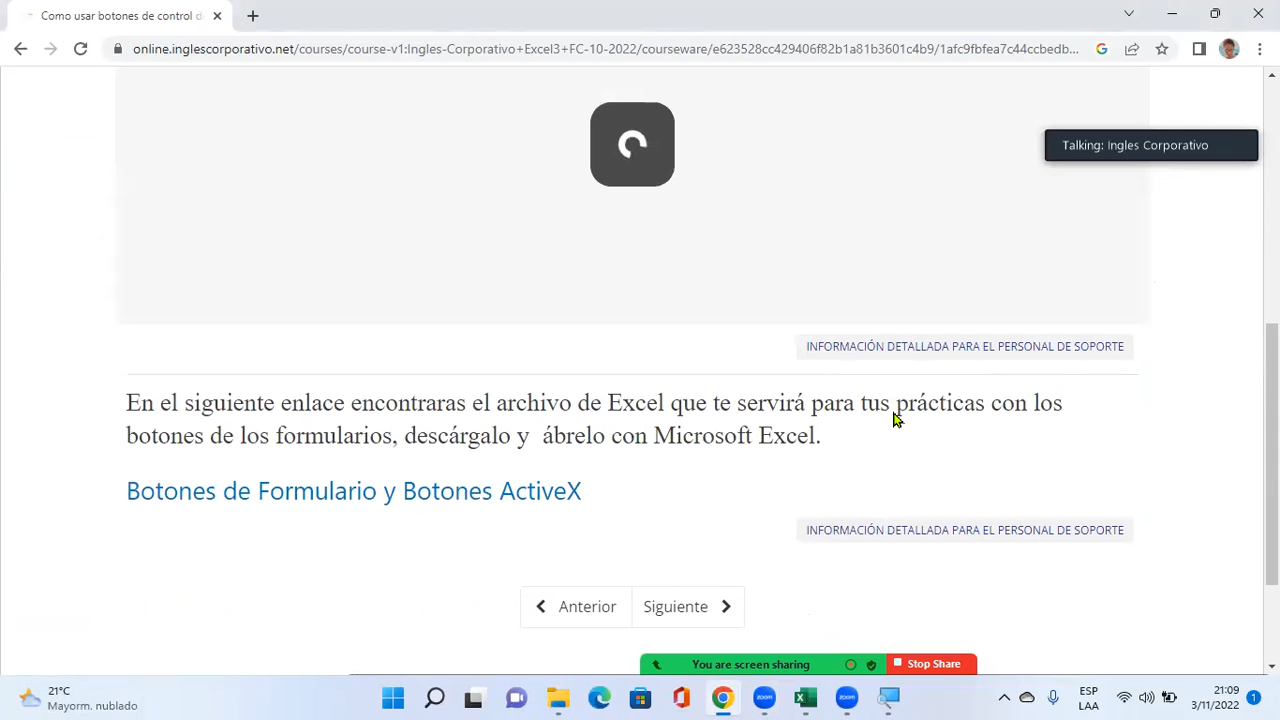 Como usar botones de control d
online.inglescorporativo.net/courses/course-v1:Ingles-Corporativo+Excel3+FC-10-2022/courseware/e623528cc429406f82b1a81b3601c4b9/1afc9fbfea7c44ccbedb...
Talking: Ingles Corporativo
INFORMACIÓN DETALLADA PARA EL PERSONAL DE SOPORTE
En el siguiente enlace encontraras el archivo de Excel que te servirá para tus prácticas con los
botones de los formularios, descárgalo y ábrelo con Microsoft Excel.
Botones de Formulario y Botones ActiveX
INFORMACIÓN DETALLADA PARA EL PERSONAL DE SOPORTE
Anterior Siguiente
You are screen sharing Stop Share
21°C
Mayorm. nublado
zoom zoom
ESP
LAA
21:09
3/11/2022
1